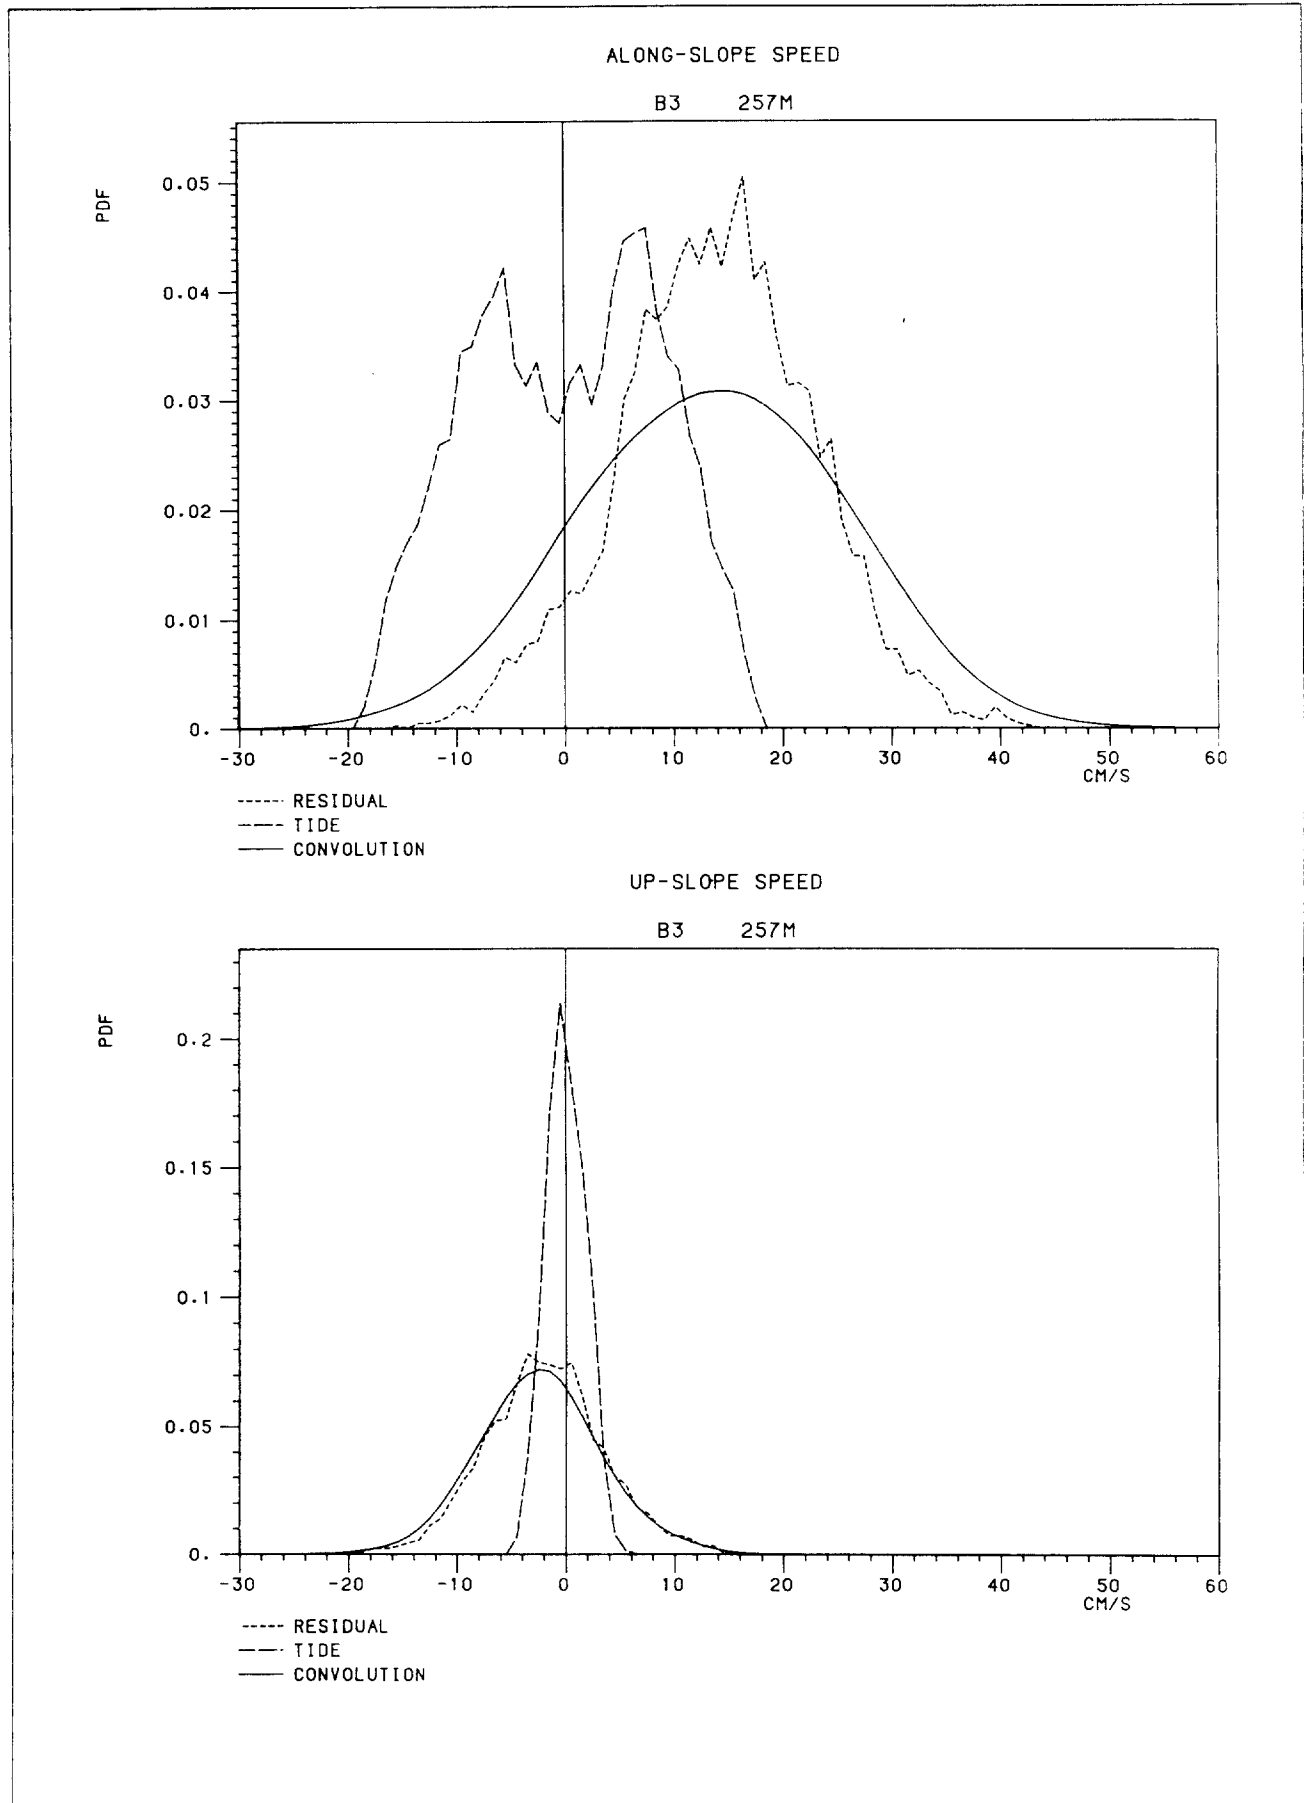 ALONG-SLOPE SPEED
B3 257M
PDF
0.05
0.04
0.03
0.02
0.01
0.
-30 -20 -10 0 10 20 30 40 50 60
CM/S
RESIDUAL
TIDE
CONVOLUTION
UP-SLOPE SPEED
B3 257M
PDF
0.2
0.15
0.1
0.05
0.
-30 -20 -10 0 10 20 30 40 50 60
CM/S
RESIDUAL
TIDE
CONVOLUTION